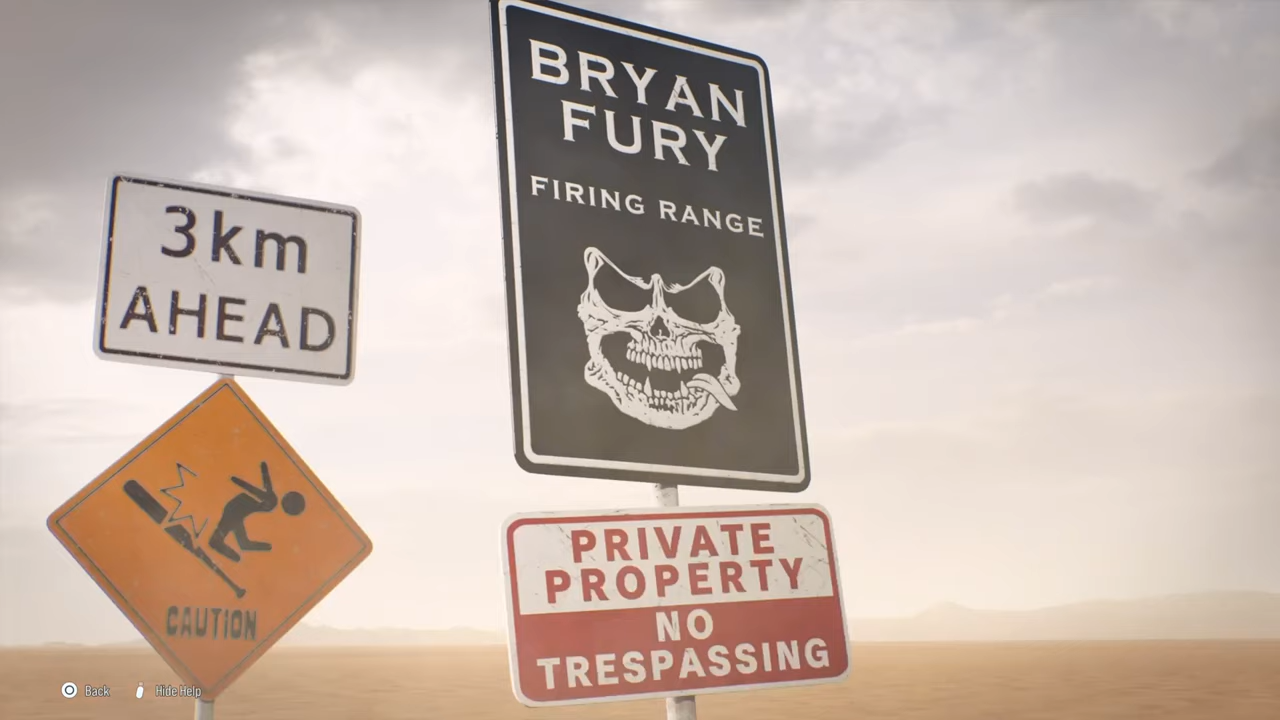 3km
AHEAD
CAUTION
BRYAN
FURY
FIRING RANGE
PRIVATE
PROPERTY
NO
TRESPASSING
Back
Hide Help